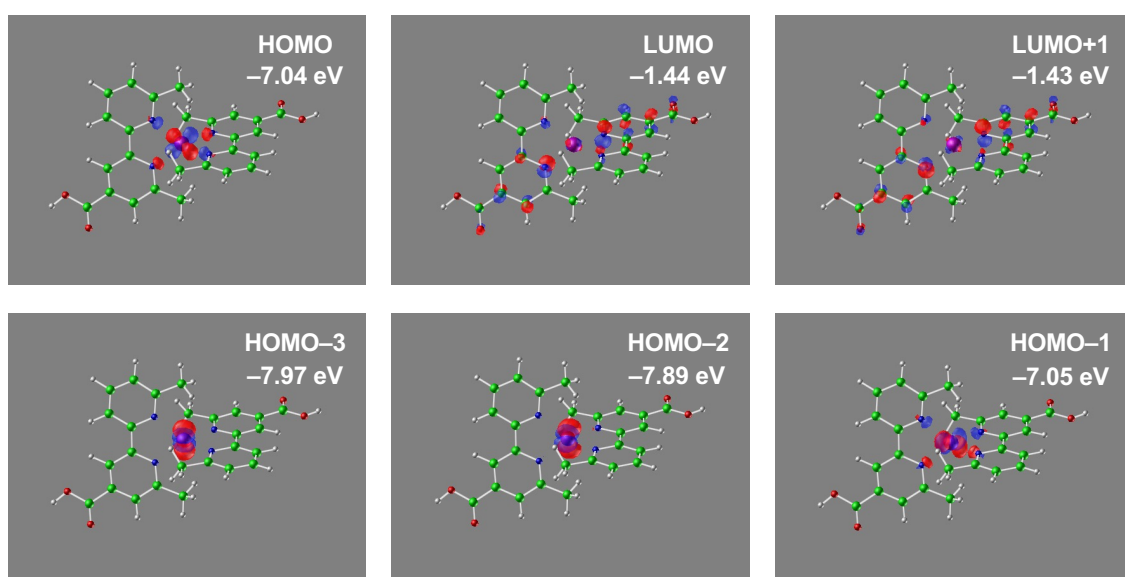 HOMO
–7.04 eV
LUMO
–1.44 eV
LUMO+1
–1.43 eV
HOMO–3
–7.97 eV
HOMO–2
–7.89 eV
HOMO–1
–7.05 eV